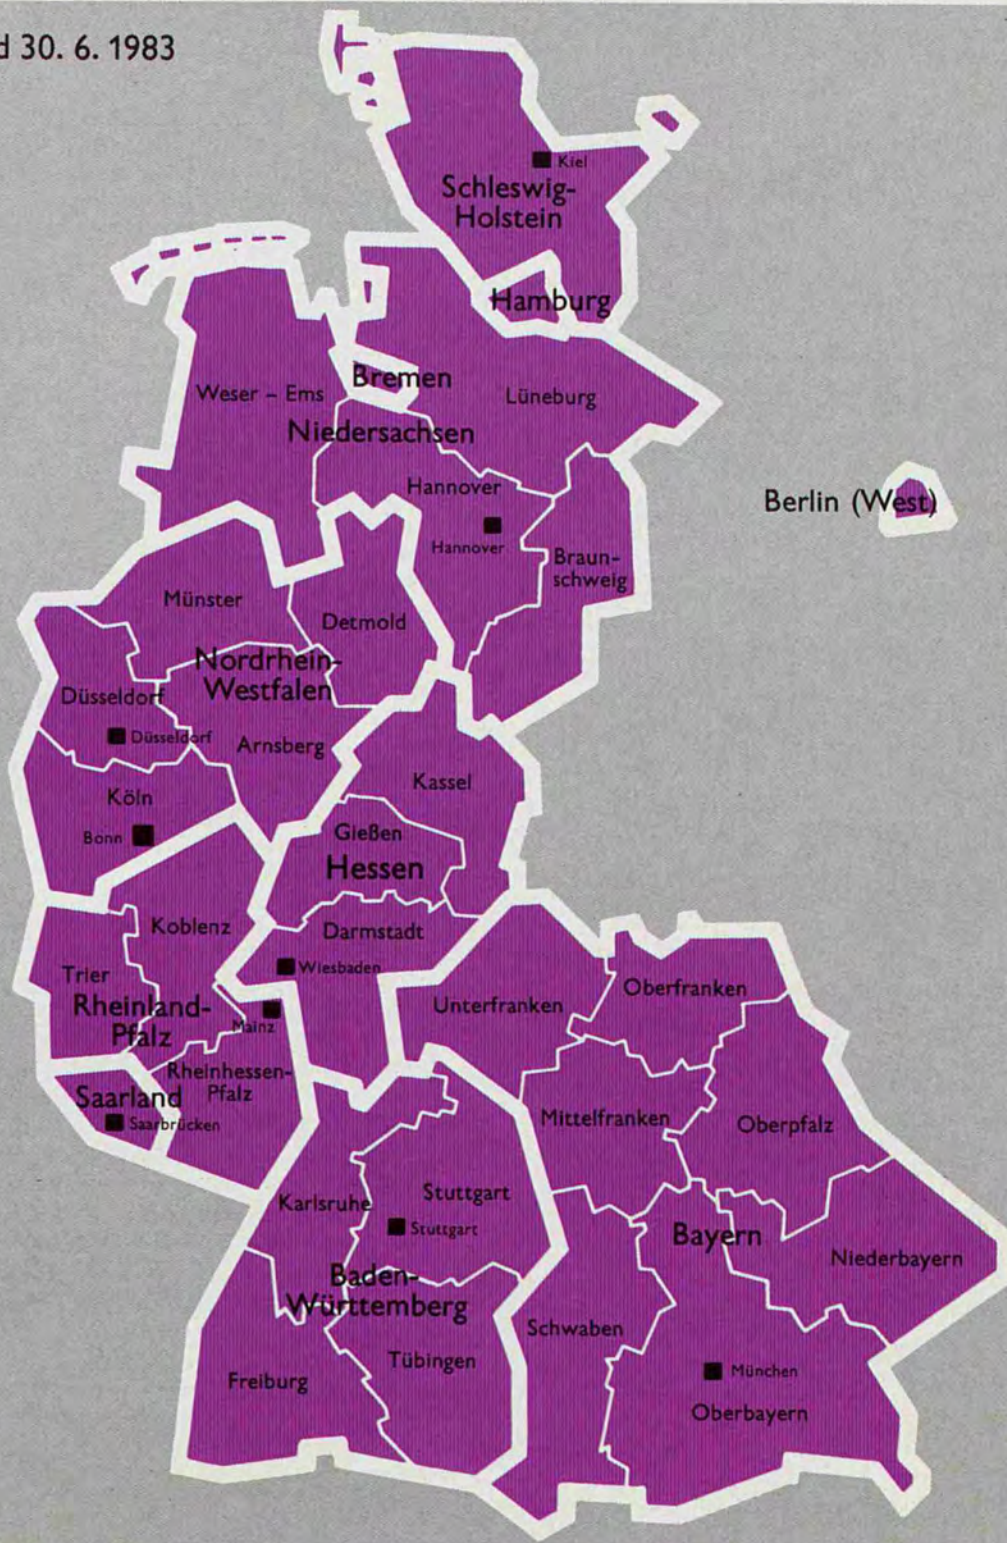 d 30. 6. 1983
Kiel
Schleswig-
Holstein
Hamburg
Bremen
Weser – Ems
Lüneburg
Niedersachsen
Hannover
Hannover
Berlin (West)
Braun-
schweig
Münster
Detmold
Nordrhein-
Westfalen
Düsseldorf
Düsseldorf
Arnsberg
Kassel
Köln
Bonn
Gießen
Hessen
Koblenz
Darmstadt
Wiesbaden
Trier
Rheinland-
Pfalz
Mainz
Unterfranken
Oberfranken
Rheinhessen-
Pfalz
Saarland
Saarbrücken
Mittelfranken
Oberpfalz
Karlsruhe
Stuttgart
Stuttgart
Bayern
Niederbayern
Baden-
Württemberg
Schwaben
Tübingen
Freiburg
München
Oberbayern